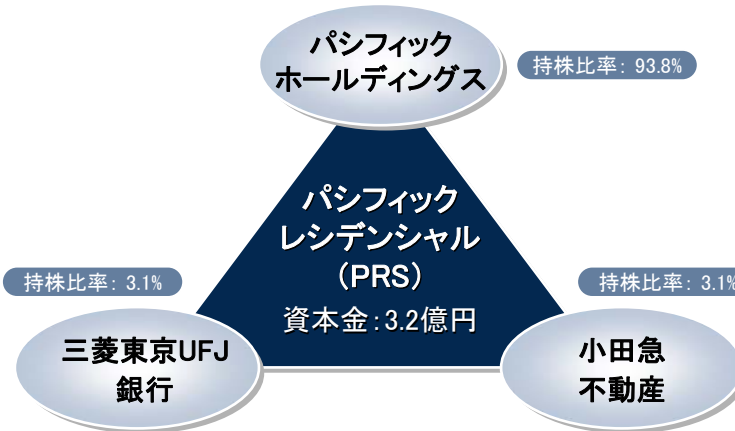 パシフィック
ホールディングス
持株比率：93.8%
パシフィック
レシデンシャル
（PRS）
資本金：3.2億円
持株比率：3.1%
持株比率：3.1%
三菱東京UFJ
銀行
小田急
不動産